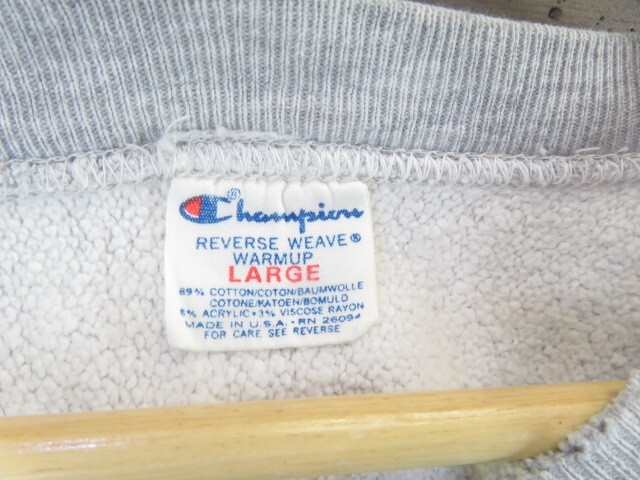 Champion®
REVERSE WEAVE®
WARMUP
LARGE
89% COTTON/COTON/BAUMWOLLE
COTONE/KATOEN/BOMULD
8% ACRYLIC•3% VISCOSE RAYON
MADE IN U.S.A. • RN 26094
FOR CARE SEE REVERSE